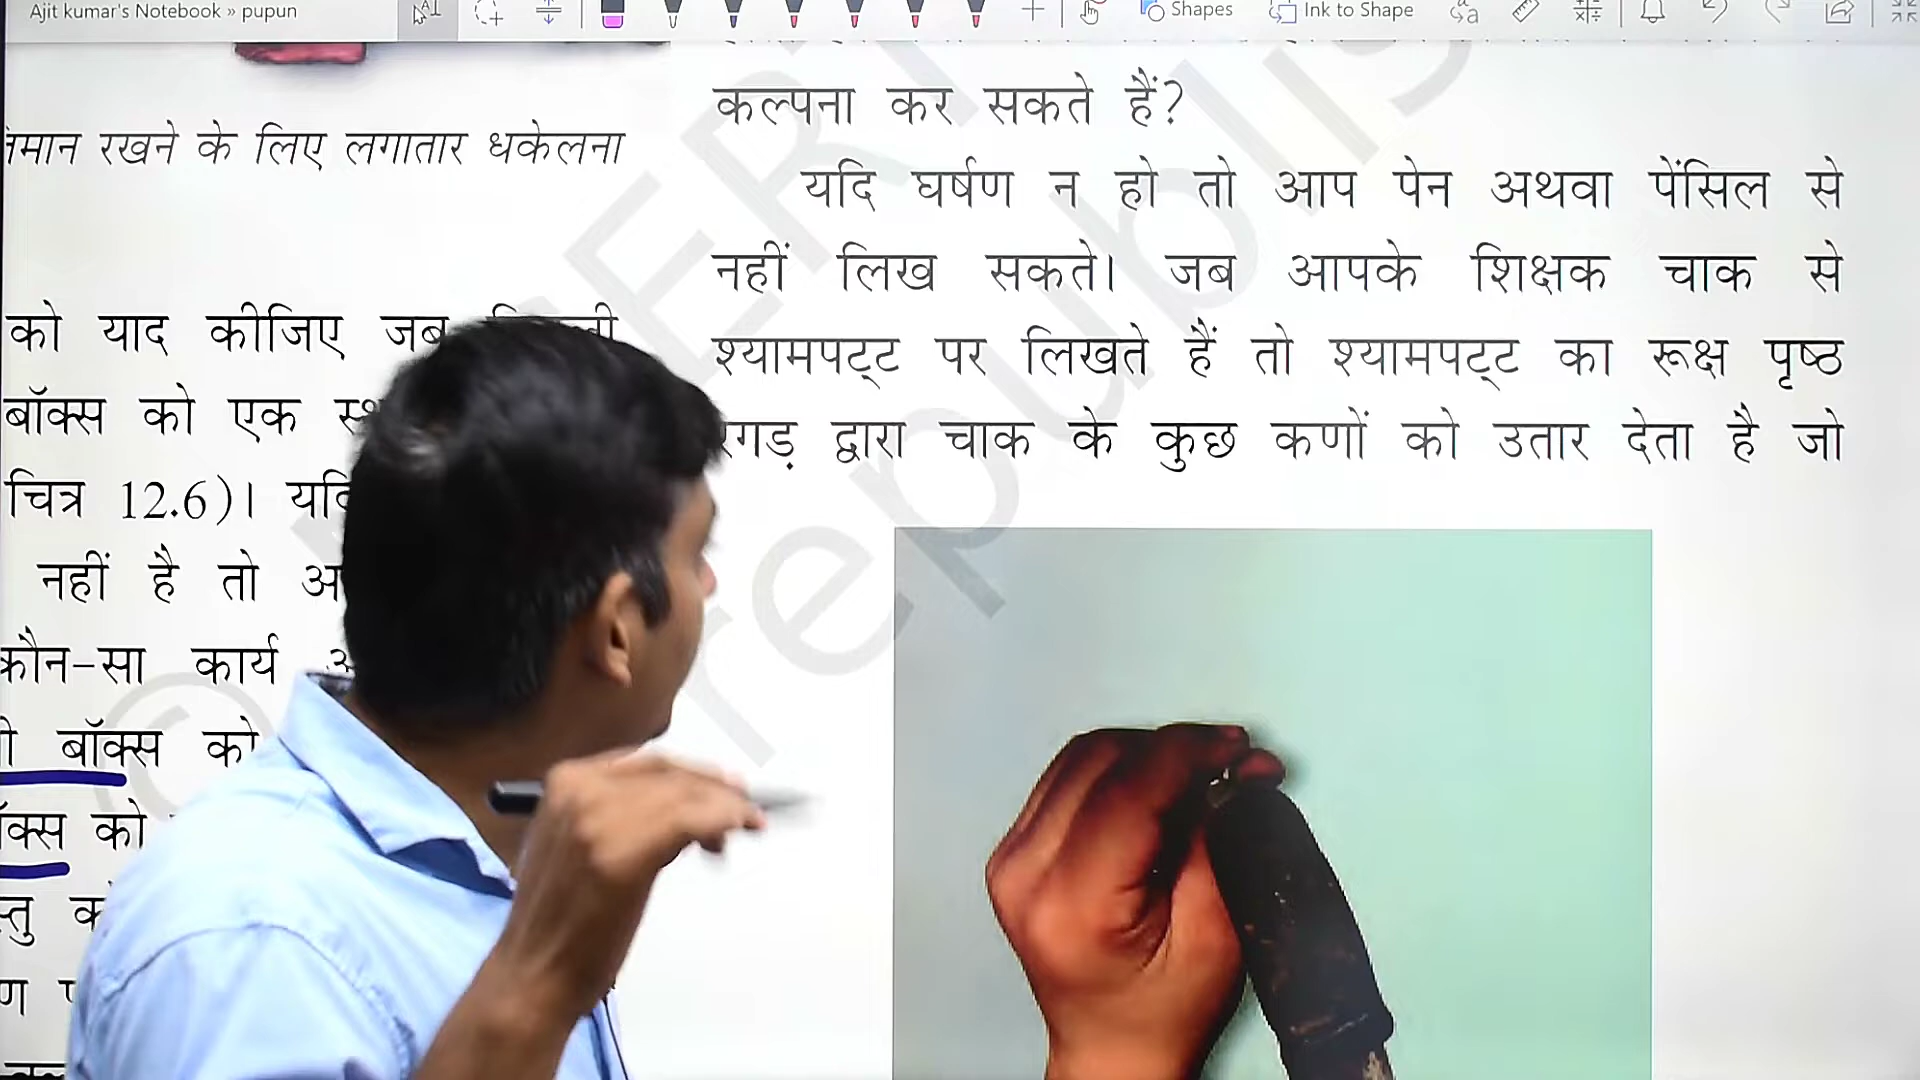 Ajit kumar's Notebook » pupun
Shapes
Ink to Shape
रखने के लिए लगातार धकेलना
को याद कीजिए जब
बॉक्स को एक
चित्र 12.6)। यदि
नहीं है तो
कौन-सा कार्य
बॉक्स को
को
कल्पना कर सकते हैं?
यदि घर्षण न हो तो आप पेन अथवा पेंसिल से
नहीं लिख सकते। जब आपके शिक्षक चाक से
श्यामपट्ट पर लिखते हैं तो श्यामपट्ट का रूक्ष पृष्ठ
रगड़ द्वारा चाक के कुछ कणों को उतार देता है जो
republis